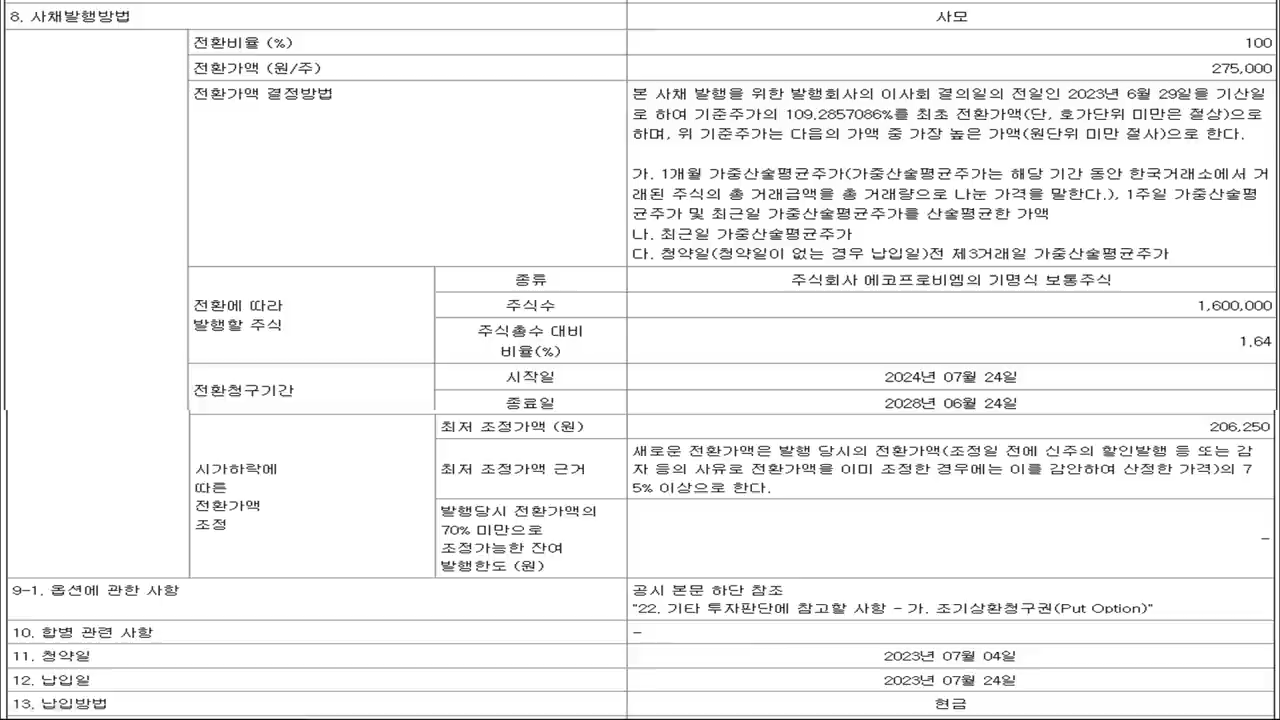 8. 사채발행방법
사모
전환비율 (%)
100
전환가액 (원/주)
275,000
전환가액 결정방법
본 사채 발행을 위한 발행회사의 이사회 결의일의 전일인 2023년 6월 29일을 기산일
로 하여 기준주가의 109.2857086%를 최초 전환가액(단, 호가단위 미만은 절상)으로
하며, 위 기준주가는 다음의 가액 중 가장 높은 가액(원단위 미만 절사)으로 한다.
가. 1개월 가중산술평균주가(가중산술평균주가는 해당 기간 동안 한국거래소에서 거
래된 주식의 총 거래금액을 총 거래량으로 나눈 가격을 말한다.), 1주일 가중산술평
균주가 및 최근일 가중산술평균주가를 산술평균한 가액
나. 최근일 가중산술평균주가
다. 청약일(청약일이 없는 경우 납입일)전 제3거래일 가중산술평균주가
전환에 따라
발행할 주식
종류
주식회사 에코프로비엠의 기명식 보통주식
주식수
1,600,000
주식총수 대비
비율(%)
1.64
전환청구기간
시작일
2024년 07월 24일
종료일
2028년 06월 24일
시가하락에
따른
전환가액
조정
최저 조정가액 (원)
206,250
최저 조정가액 근거
새로운 전환가액은 발행 당시의 전환가액(조정일 전에 신주의 할인발행 등 또는 감
자 등의 사유로 전환가액을 이미 조정한 경우에는 이를 감안하여 산정한 가격)의 7
5% 이상으로 한다.
발행당시 전환가액의
70% 미만으로
조정가능한 잔여
발행한도 (원)
-
9-1. 옵션에 관한 사항
공시 본문 하단 참조
"22. 기타 투자판단에 참고할 사항 - 가. 조기상환청구권(Put Option)"
10. 합병 관련 사항
-
11. 청약일
2023년 07월 04일
12. 납입일
2023년 07월 24일
13. 납입방법
현금